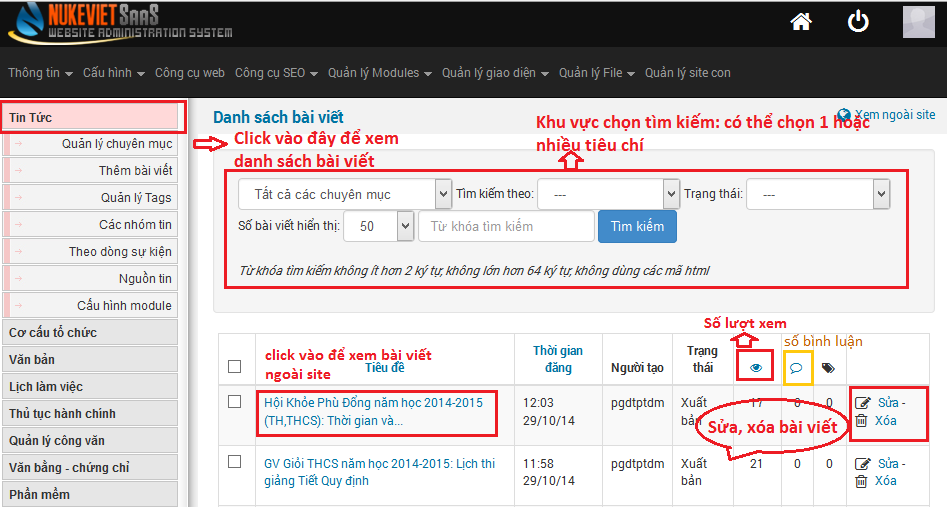 NUKEVIET SaaS
WEBSITE ADMINISTRATION SYSTEM
Thông tin Cấu hình Công cụ web Công cụ SEO Quản lý Modules Quản lý giao diện Quản lý File Quản lý site con
Tin Tức
Quản lý chuyên mục
Thêm bài viết
Quản lý Tags
Các nhóm tin
Theo dòng sự kiện
Nguồn tin
Cấu hình module
Cơ cấu tổ chức
Văn bản
Lịch làm việc
Thủ tục hành chính
Quản lý công văn
Văn bằng - chứng chỉ
Phần mềm
Danh sách bài viết
Xem ngoài site
Click vào đây để xem
danh sách bài viết
Khu vực chọn tìm kiếm: có thể chọn 1 hoặc
nhiều tiêu chí
Tất cả các chuyên mục Tìm kiếm theo: --- Trạng thái: ---
Số bài viết hiển thị: 50 Từ khóa tìm kiếm Tìm kiếm
Từ khóa tìm kiếm không ít hơn 2 ký tự, không lớn hơn 64 ký tự, không dùng các mã html
Số lượt xem
số bình luận
click vào để xem bài viết
ngoài site
Tiêu đề
Thời gian
đăng
Người tạo
Trạng
thái
Hội Khỏe Phù Đổng năm học 2014-2015
(TH,THCS): Thời gian và...
12:03
29/10/14
pgdtptdm
Xuất
bản
17 0 0
Sửa -
Xóa
Sửa, xóa bài viết
GV Giỏi THCS năm học 2014-2015: Lịch thi
giảng Tiết Quy định
11:58
29/10/14
pgdtptdm
Xuất
bản
21 0 0
Sửa -
Xóa